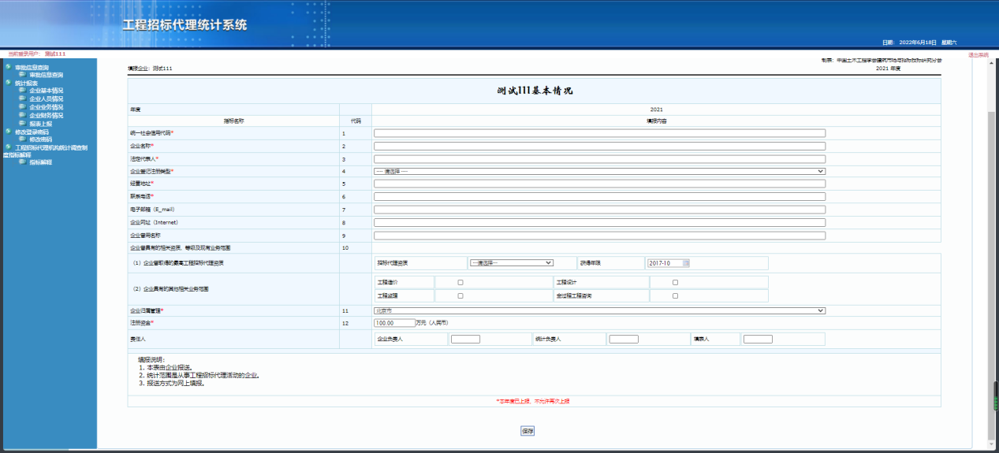 工程招标代理统计系统
日期: 2022年6月18日 星期六
当前登录用户: 测试111
退出系统
审批信息查询
审批信息查询
统计报表
企业基本情况
企业人员情况
企业业务情况
企业财务情况
报表上报
修改登录密码
修改密码
工程招标代理机构统计调查制
度指标解释
指标解释
制表: 中国土木工程学会建筑市场与招标投标研究分会
填报企业: 测试111
2021 年度
测试111基本情况
年度 2021
指标名称 代码 填报内容
统一社会信用代码* 1
企业名称* 2
法定代表人* 3
企业登记注册类型* 4 ---- 请选择 ----
经营地址* 5
联系电话* 6
电子邮箱 (E_mail) 7
企业网址 (Internet) 8
企业曾用名称 9
企业曾具有的相关资质、等级及现有业务范围 10
(1) 企业曾取得的最高工程招标代理资质 招标代理资质 ---请选择--- 获得年限 2017-10
工程造价 工程设计
(2) 企业具有的其他相关业务范围
工程监理 全过程工程咨询
企业归属管理* 11 北京市
注册资金* 12 100.00 万元 (人民币)
责任人 企业负责人 统计负责人 填表人
填报说明:
1. 本表由企业报送。
2. 统计范围是从事工程招标代理活动的企业。
3. 报送方式为网上填报。
*本年度已上报, 不允许再次上报
保存